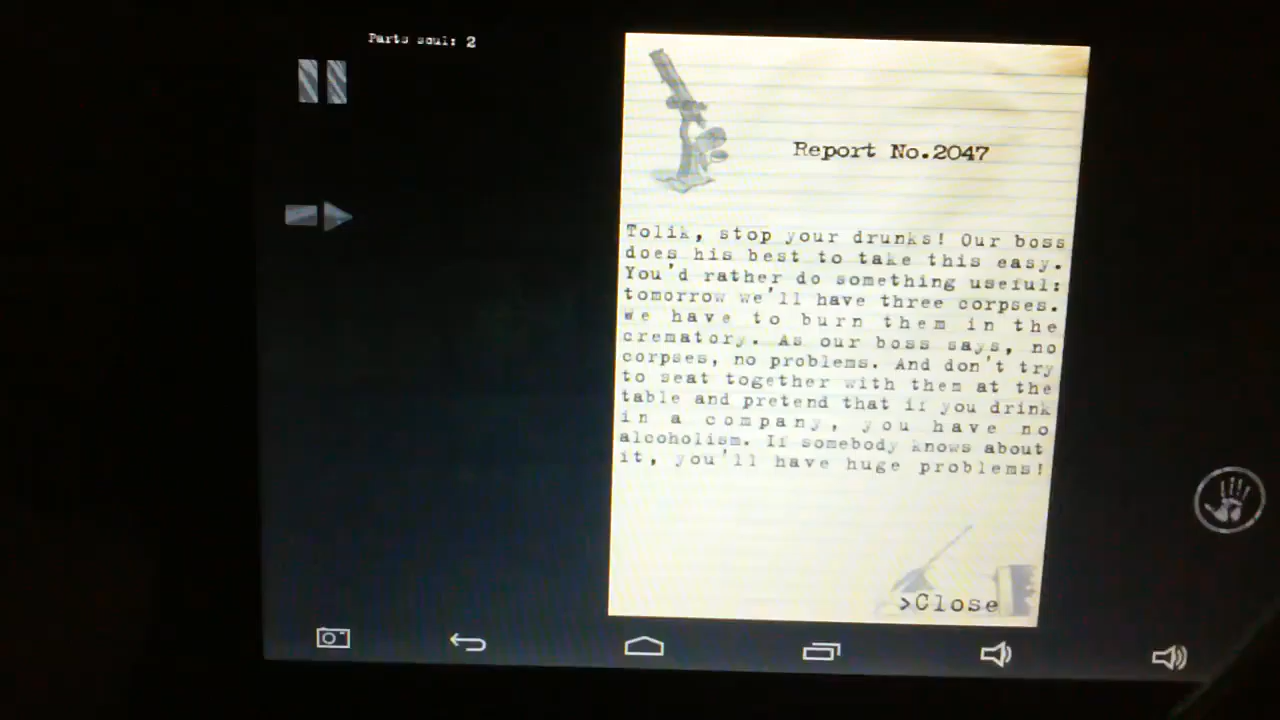 Parts soul: 2
Report No.2047
Tolik, stop your drunks! Our boss
does his best to take this easy.
You'd rather do something useful:
tomorrow we'll have three corpses.
We have to burn them in the
crematory. As our boss says, no
corpses, no problems. And don't try
to seat together with them at the
table and pretend that if you drink
in a company, you have no
alcoholism. If somebody knows about
it, you'll have huge problems!
>Close